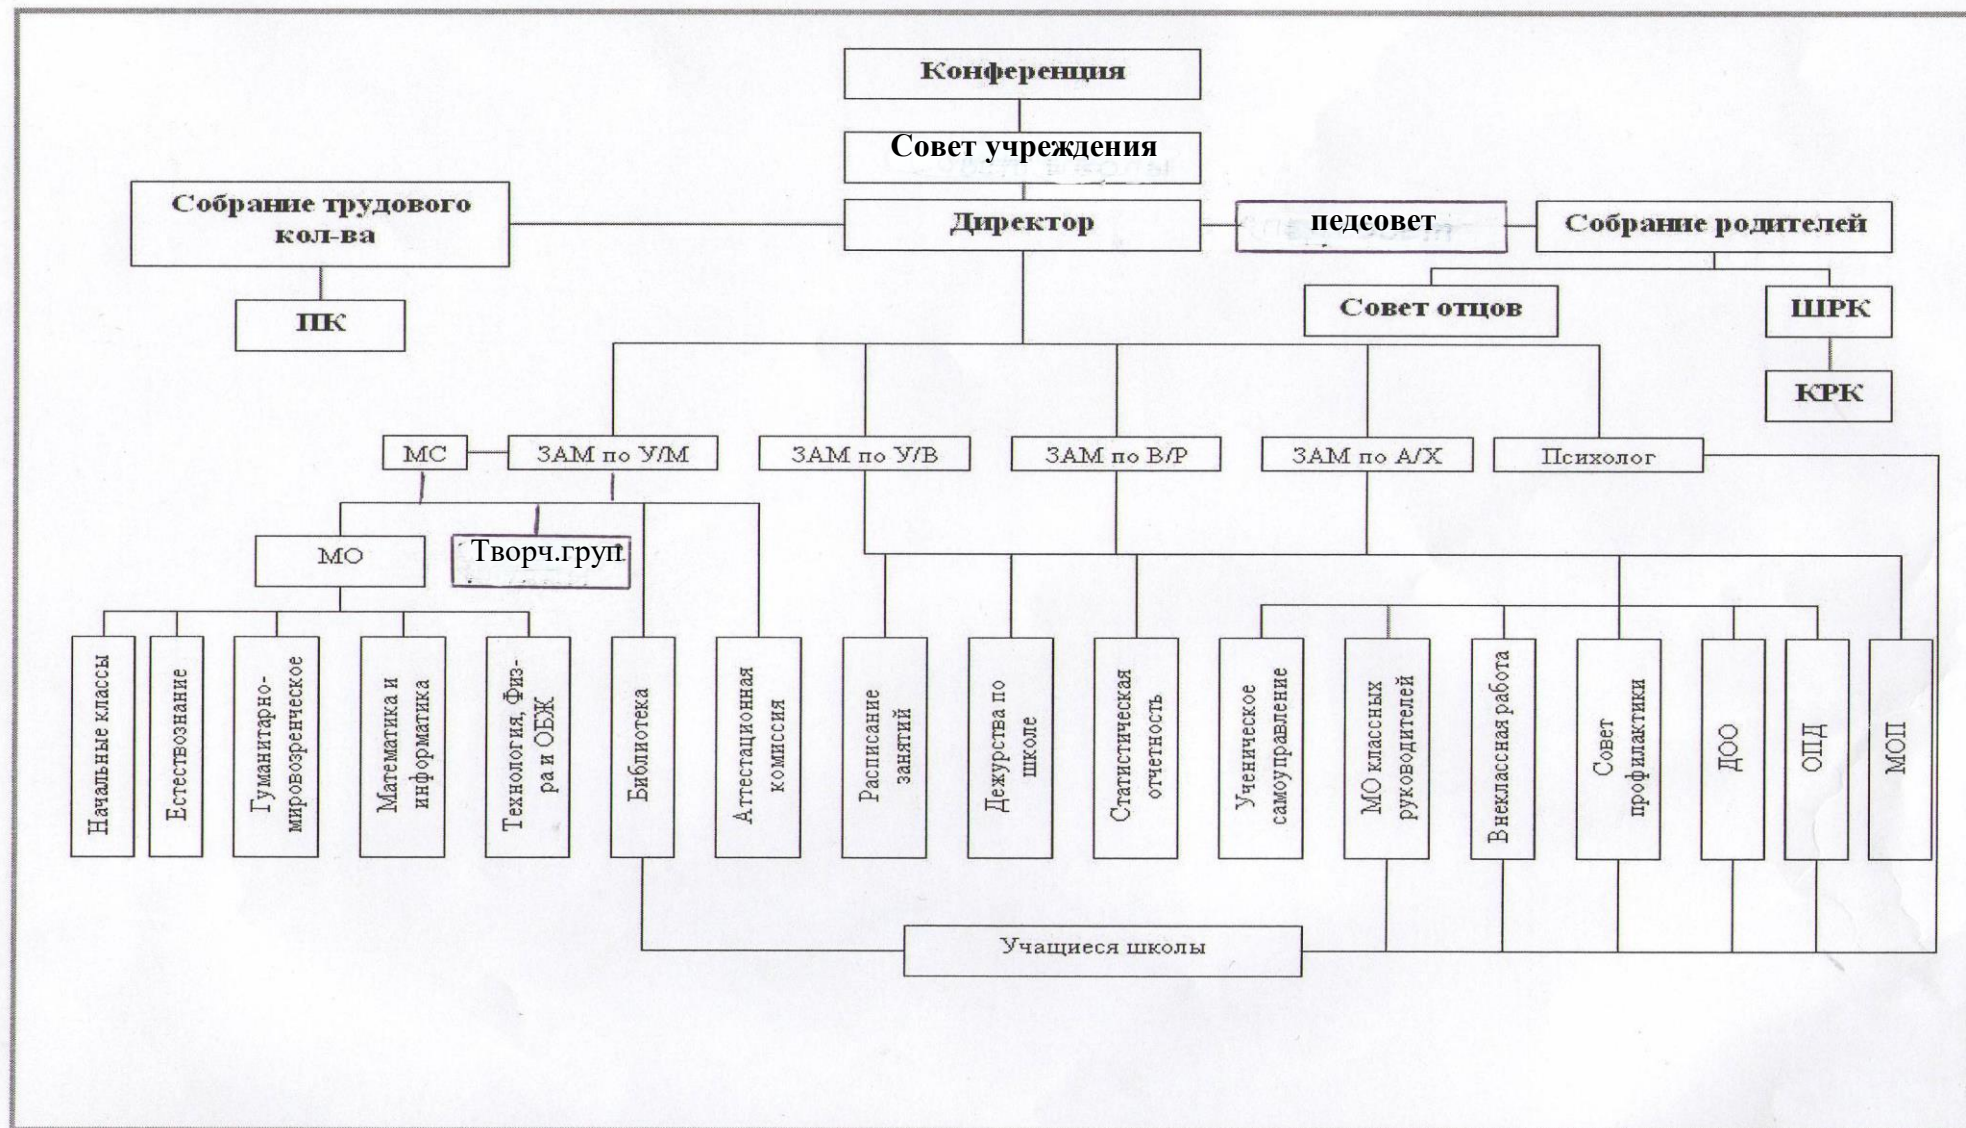 Конференция
Совет учреждения
Собрание трудового
кол-ва
Директор
педсовет
Собрание родителей
ПК
Совет отцов
ШРК
КРК
МС
ЗАМ по У/М
ЗАМ по У/В
ЗАМ по В/Р
ЗАМ по А/Х
Психолог
МО
Творч.груп.
Начальные классы
Естествознание
Гуманитарно-
мировозренческое
Математика и
информатика
Технология, Физ-
ра и ОБЖ
Библиотека
Аттестационная
комиссия
Расписание
занятий
Дежурства по
школе
Статистическая
отчетность
Ученическое
самоуправление
МО классных
руководителей
Внеклассная работа
Совет
профилактики
ДОО
ОПД
МОП
Учащиеся школы